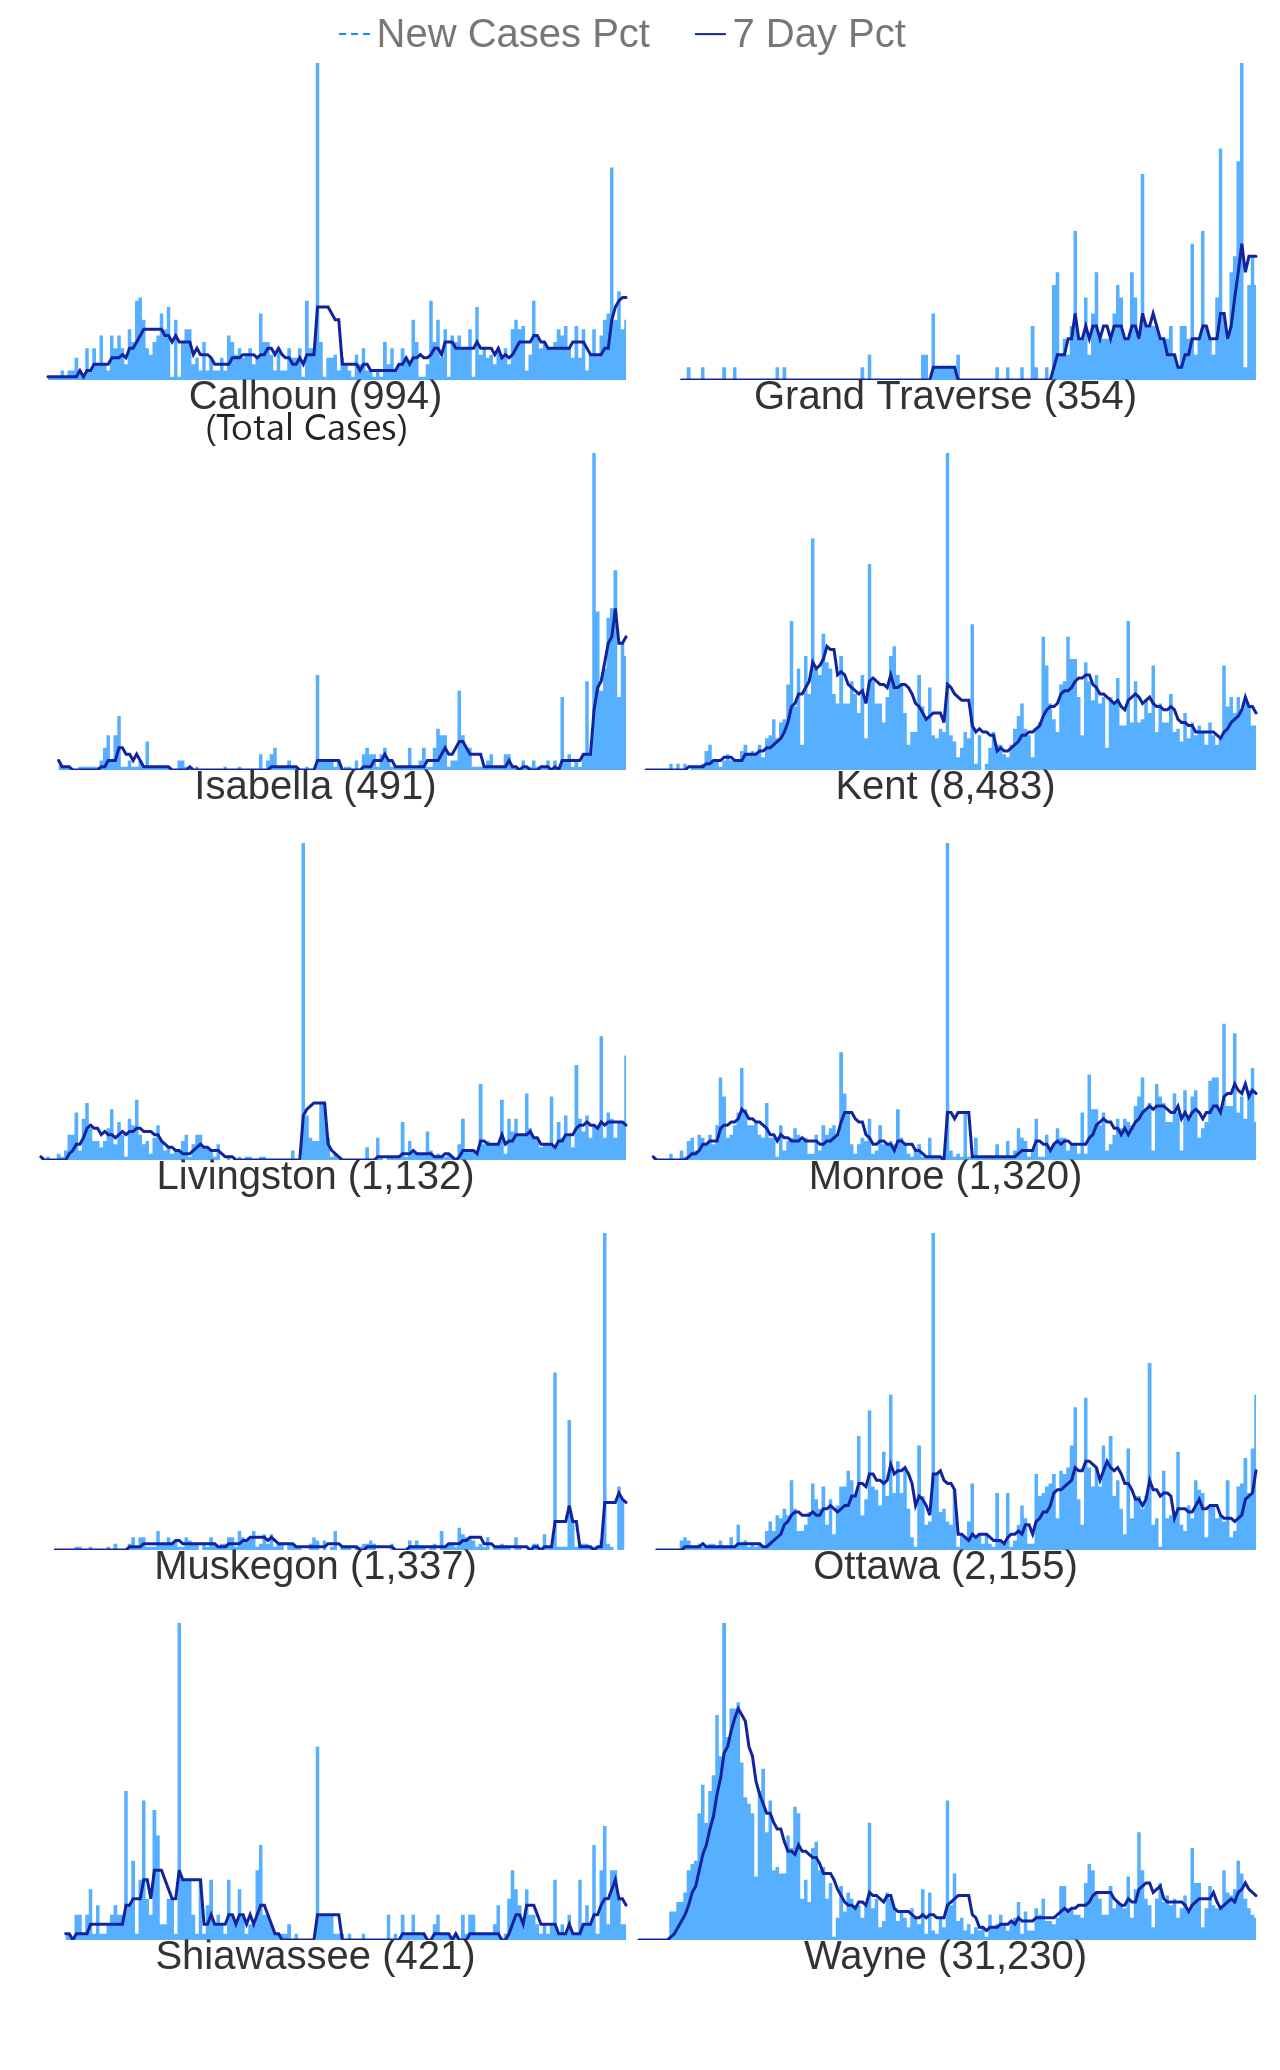 New Cases Pct 7 Day Pct
Calhoun (994) Grand Traverse (354)
(Total Cases)
Isabella (491) Kent (8,483)
Livingston (1,132) Monroe (1,320)
Muskegon (1,337) Ottawa (2,155)
Shiawassee (421) Wayne (31,230)